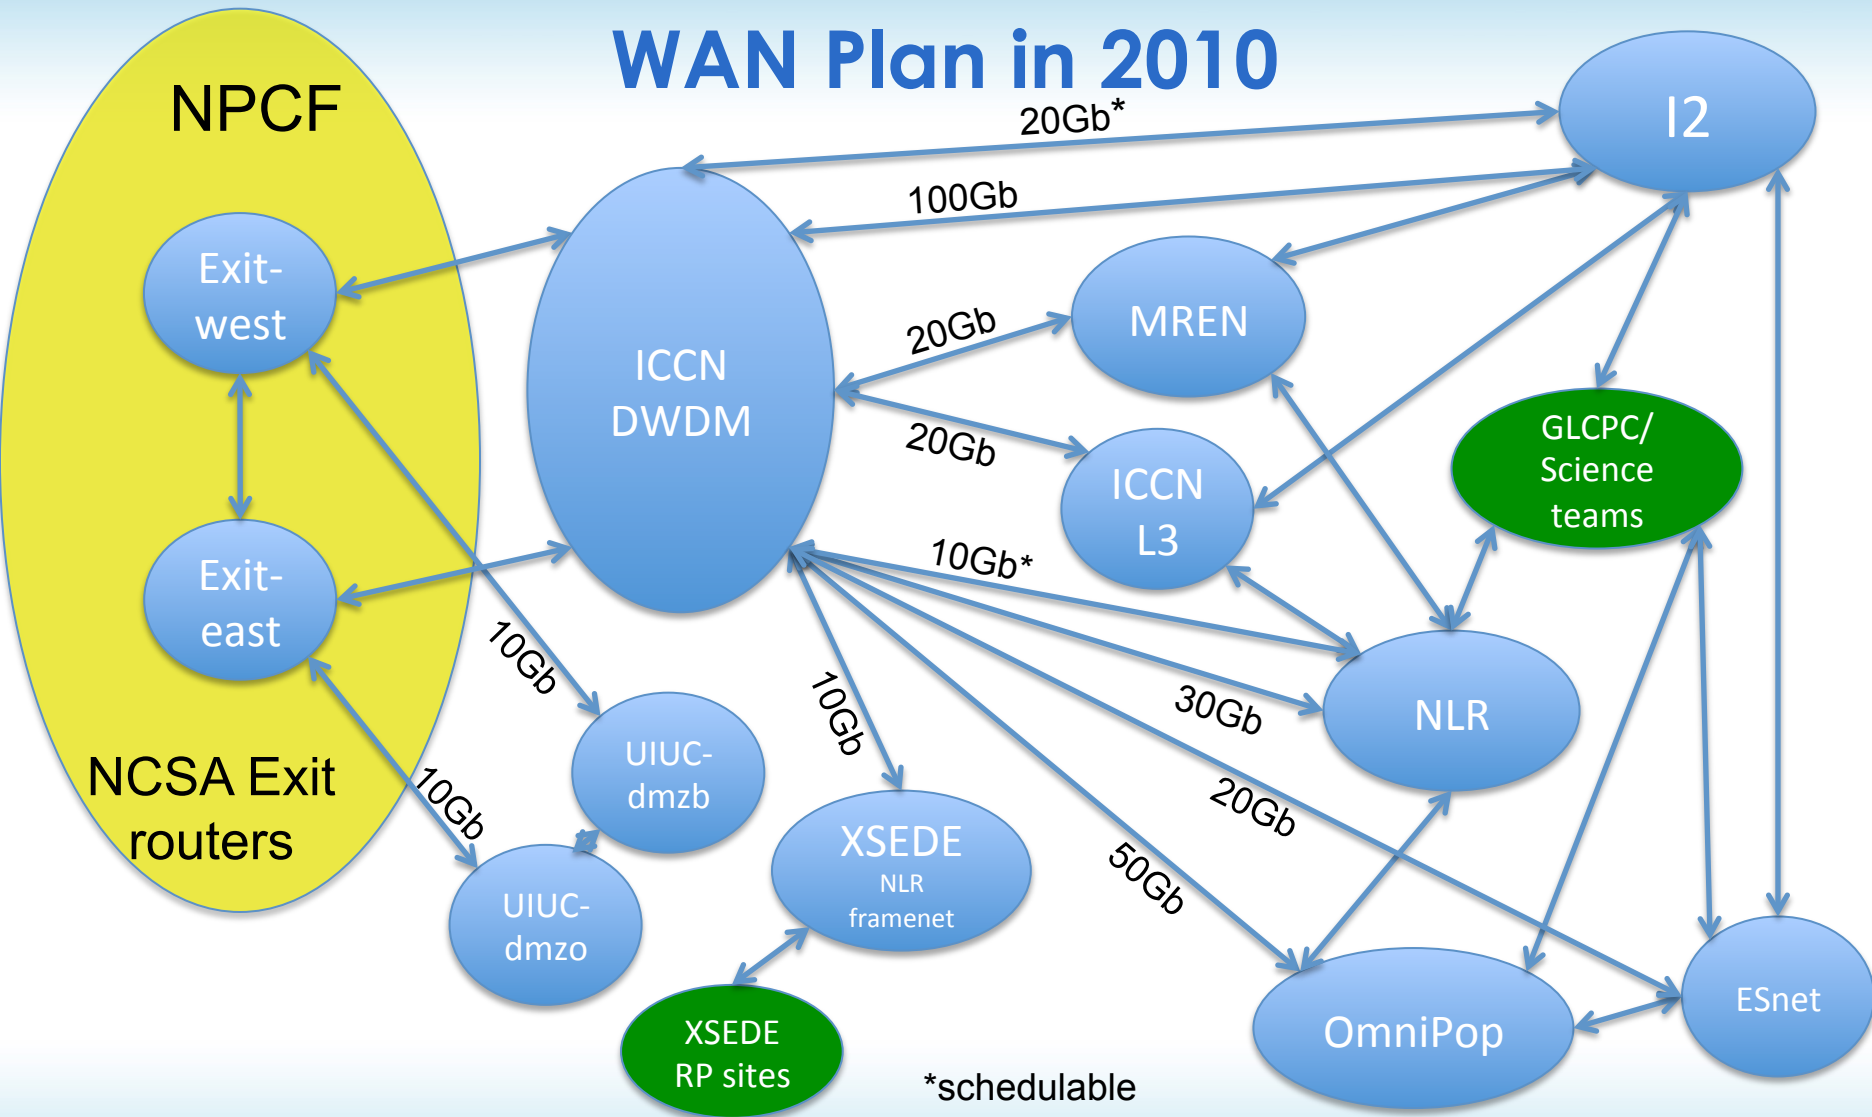 WAN Plan in 2010
NPCF
Exit-
west
Exit-
east
NCSA Exit
routers
ICCN
DWDM
20Gb*
100Gb
20Gb
20Gb
10Gb*
30Gb
20Gb
50Gb
10Gb
10Gb
10Gb
I2
MREN
ICCN
L3
GLCPC/
Science
teams
NLR
UIUC-
dmzb
UIUC-
dmzo
XSEDE
NLR
framenet
XSEDE
RP sites
OmniPop
ESnet
*schedulable